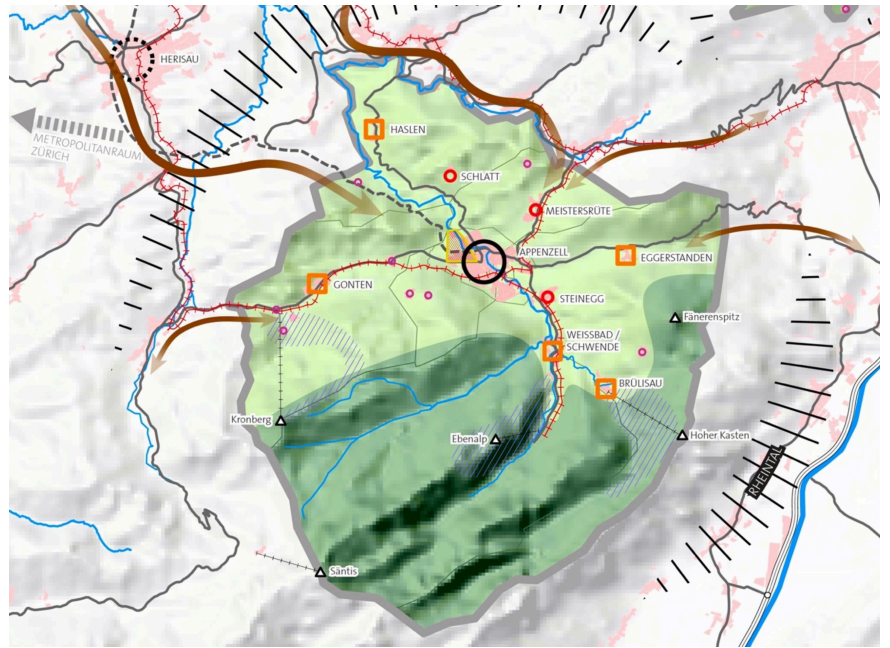 HERISAU
METROPOLITANRAUM
ZÜRICH
HASLEN
SCHLATT
MEISTERSRÜTE
APPENZELL
EGGERSTANDEN
GONTEN
STEINEGG
Fänerenspitz
WEISSBAD /
SCHWENDE
BRÜLISAU
Kronberg
Ebenalp
Hoher Kasten
RHEINTAL
Säntis